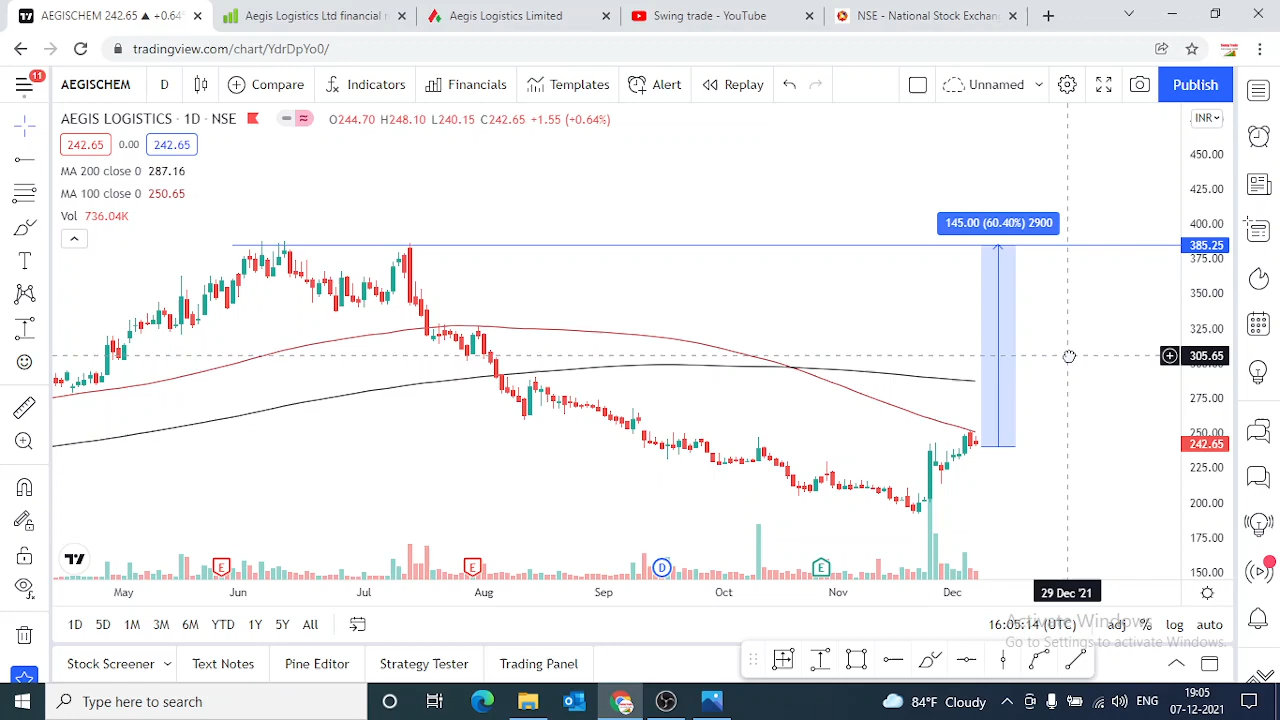 AEGISCHEM 242.65 ▲ +0.64%
Aegis Logistics Ltd financial r
Aegis Logistics Limited
Swing trade - YouTube
NSE - National Stock Exchan
tradingview.com/chart/YdrDpYo0/
11
AEGISCHEM
D
Compare
Indicators
Financials
Templates
Alert
Replay
Unnamed
Publish
AEGIS LOGISTICS · 1D · NSE
O244.70 H248.10 L240.15 C242.65 +1.55 (+0.64%)
INR
242.65 0.00 242.65
MA 200 close 0 287.16
MA 100 close 0 250.65
Vol 736.04K
145.00 (60.40%) 2900
450.00
425.00
400.00
385.25
375.00
350.00
325.00
305.65
275.00
250.00
242.65
225.00
200.00
175.00
150.00
E
E
D
E
May Jun Jul Aug Sep Oct Nov Dec
29 Dec '21
1D 5D 1M 3M 6M YTD 1Y 5Y All
16:05:14 (UTC) adj % log auto
Activate Windows
Go to Settings to activate Windows.
Stock Screener
Text Notes
Pine Editor
Strategy Tester
Trading Panel
Type here to search
84°F Cloudy
ENG
19:05
07-12-2021